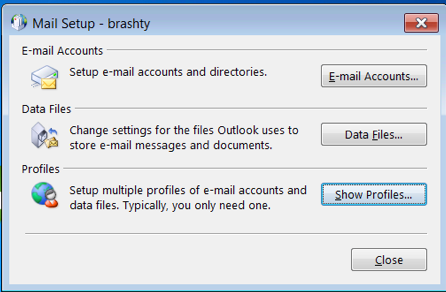 Mail Setup - brashty
E-mail Accounts
Setup e-mail accounts and directories.
E-mail Accounts...
Data Files
Change settings for the files Outlook uses to
store e-mail messages and documents.
Data Files...
Profiles
Setup multiple profiles of e-mail accounts and
data files. Typically, you only need one.
Show Profiles...
Close